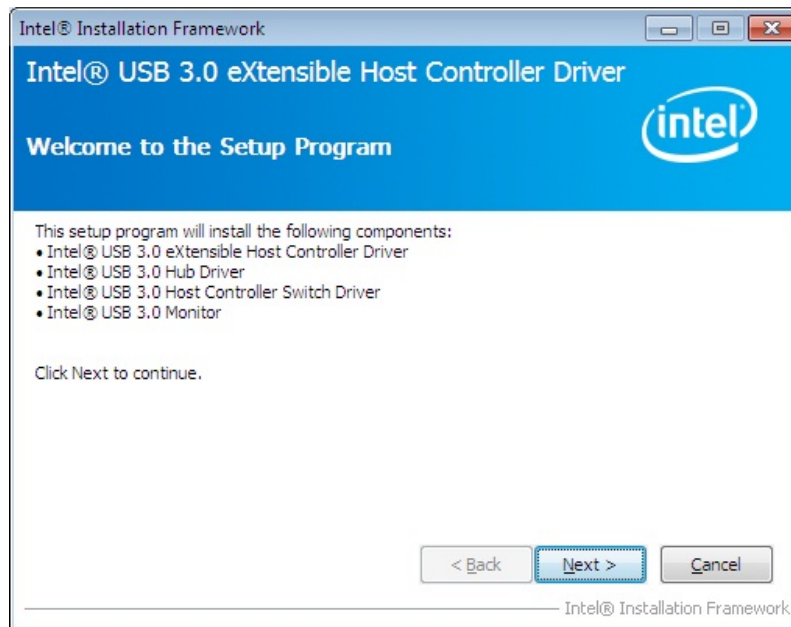 Intel® Installation Framework
Intel® USB 3.0 eXtensible Host Controller Driver
intel
Welcome to the Setup Program
This setup program will install the following components:
• Intel® USB 3.0 eXtensible Host Controller Driver
• Intel® USB 3.0 Hub Driver
• Intel® USB 3.0 Host Controller Switch Driver
• Intel® USB 3.0 Monitor
Click Next to continue.
< Back Next > Cancel
Intel® Installation Framework